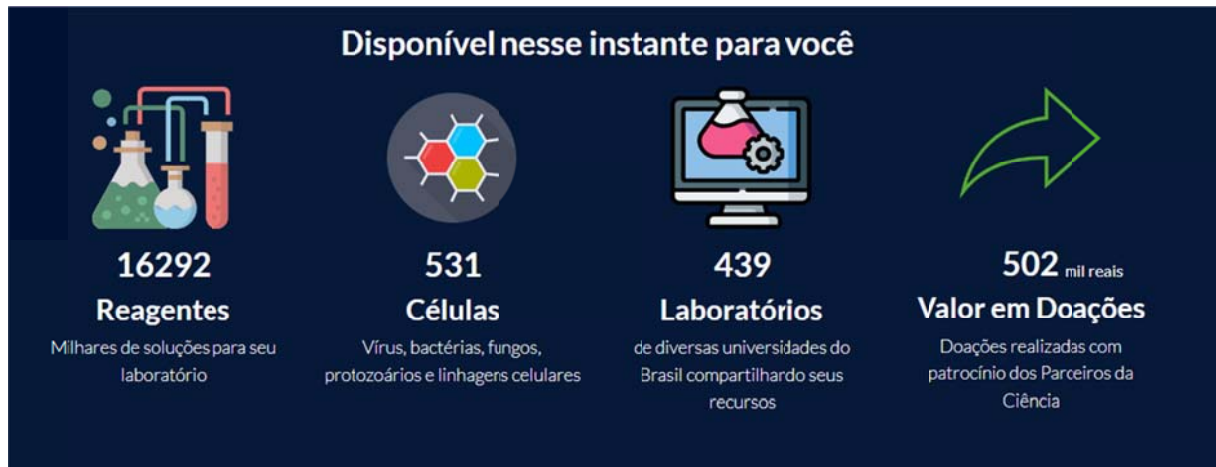 Disponível nesse instante para você
16292
Reagentes
Milhares de soluções para seu
laboratório
531
Células
Vírus, bactérias, fungos,
protozoários e linhagens celulares
439
Laboratórios
de diversas universidades do
Brasil compartilhardo seus
recursos
502 mil reais
Valor em Doações
Doações realizadas com
patrocínio dos Parceiros da
Ciência